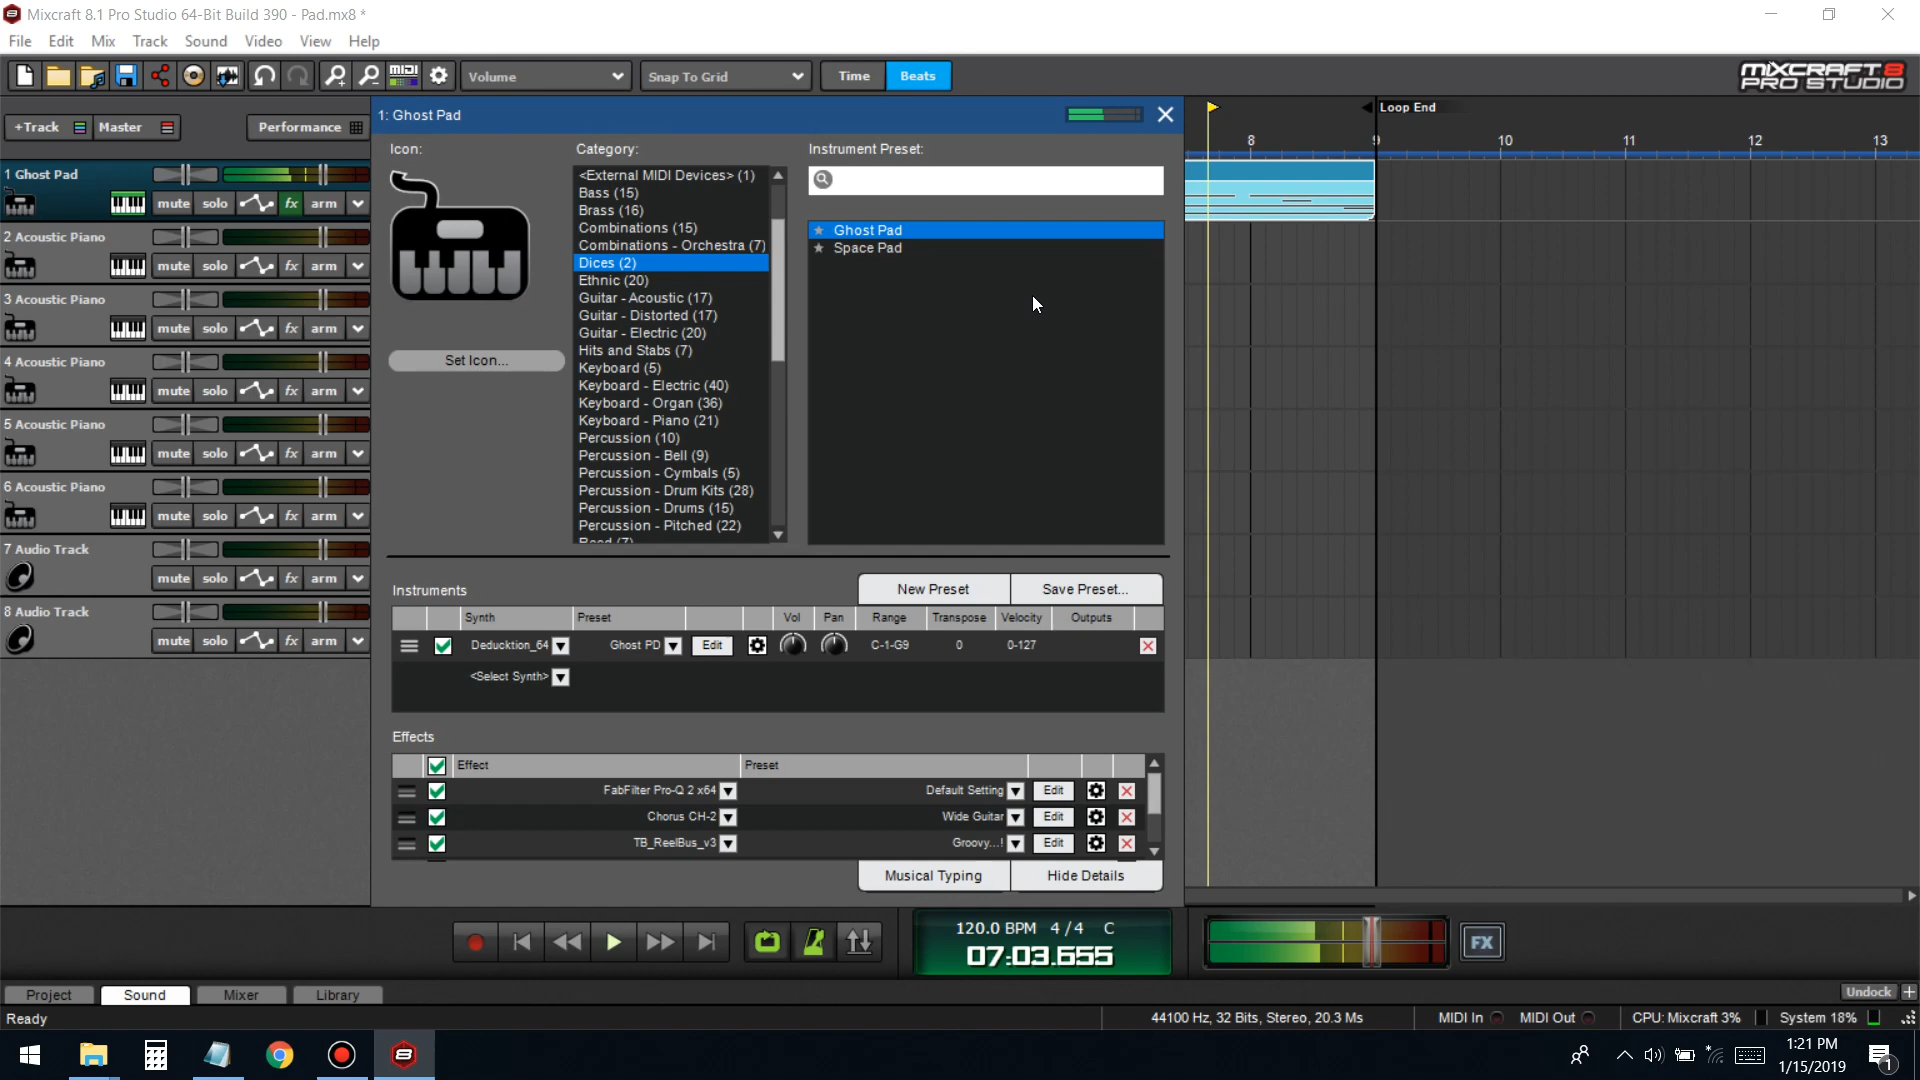 Mixcraft 8.1 Pro Studio 64-Bit Build 390 - Pad.mx8 *
File Edit Mix Track Sound Video View Help
MIDI Volume Snap To Grid Time Beats
MIXCRAFT 8
PRO STUDIO
+Track Master Performance
1: Ghost Pad
Loop End
8 9 10 11 12 13
Icon:
Category:
Instrument Preset:
1 Ghost Pad
mute solo fx arm
2 Acoustic Piano
mute solo fx arm
3 Acoustic Piano
mute solo fx arm
4 Acoustic Piano
mute solo fx arm
5 Acoustic Piano
mute solo fx arm
6 Acoustic Piano
mute solo fx arm
7 Audio Track
mute solo fx arm
8 Audio Track
mute solo fx arm
Set Icon...
<External MIDI Devices> (1)
Bass (15)
Brass (16)
Combinations (15)
Combinations - Orchestra (7)
Dices (2)
Ethnic (20)
Guitar - Acoustic (17)
Guitar - Distorted (17)
Guitar - Electric (20)
Hits and Stabs (7)
Keyboard (5)
Keyboard - Electric (40)
Keyboard - Organ (36)
Keyboard - Piano (21)
Percussion (10)
Percussion - Bell (9)
Percussion - Cymbals (5)
Percussion - Drum Kits (28)
Percussion - Drums (15)
Percussion - Pitched (22)
Reed (7)
Ghost Pad
Space Pad
Instruments
New Preset Save Preset...
Synth Preset Vol Pan Range Transpose Velocity Outputs
Deducktion_64 Ghost PD Edit C-1-G9 0 0-127
<Select Synth>
Effects
Effect Preset
FabFilter Pro-Q 2 x64 Default Setting Edit
Chorus CH-2 Wide Guitar Edit
TB_ReelBus_v3 Groovy...! Edit
Musical Typing Hide Details
120.0 BPM 4/4 C
07:03.655
FX
Project Sound Mixer Library
Undock
Ready
44100 Hz, 32 Bits, Stereo, 20.3 Ms
MIDI In MIDI Out
CPU: Mixcraft 3% System 18%
8
1:21 PM
1/15/2019
1